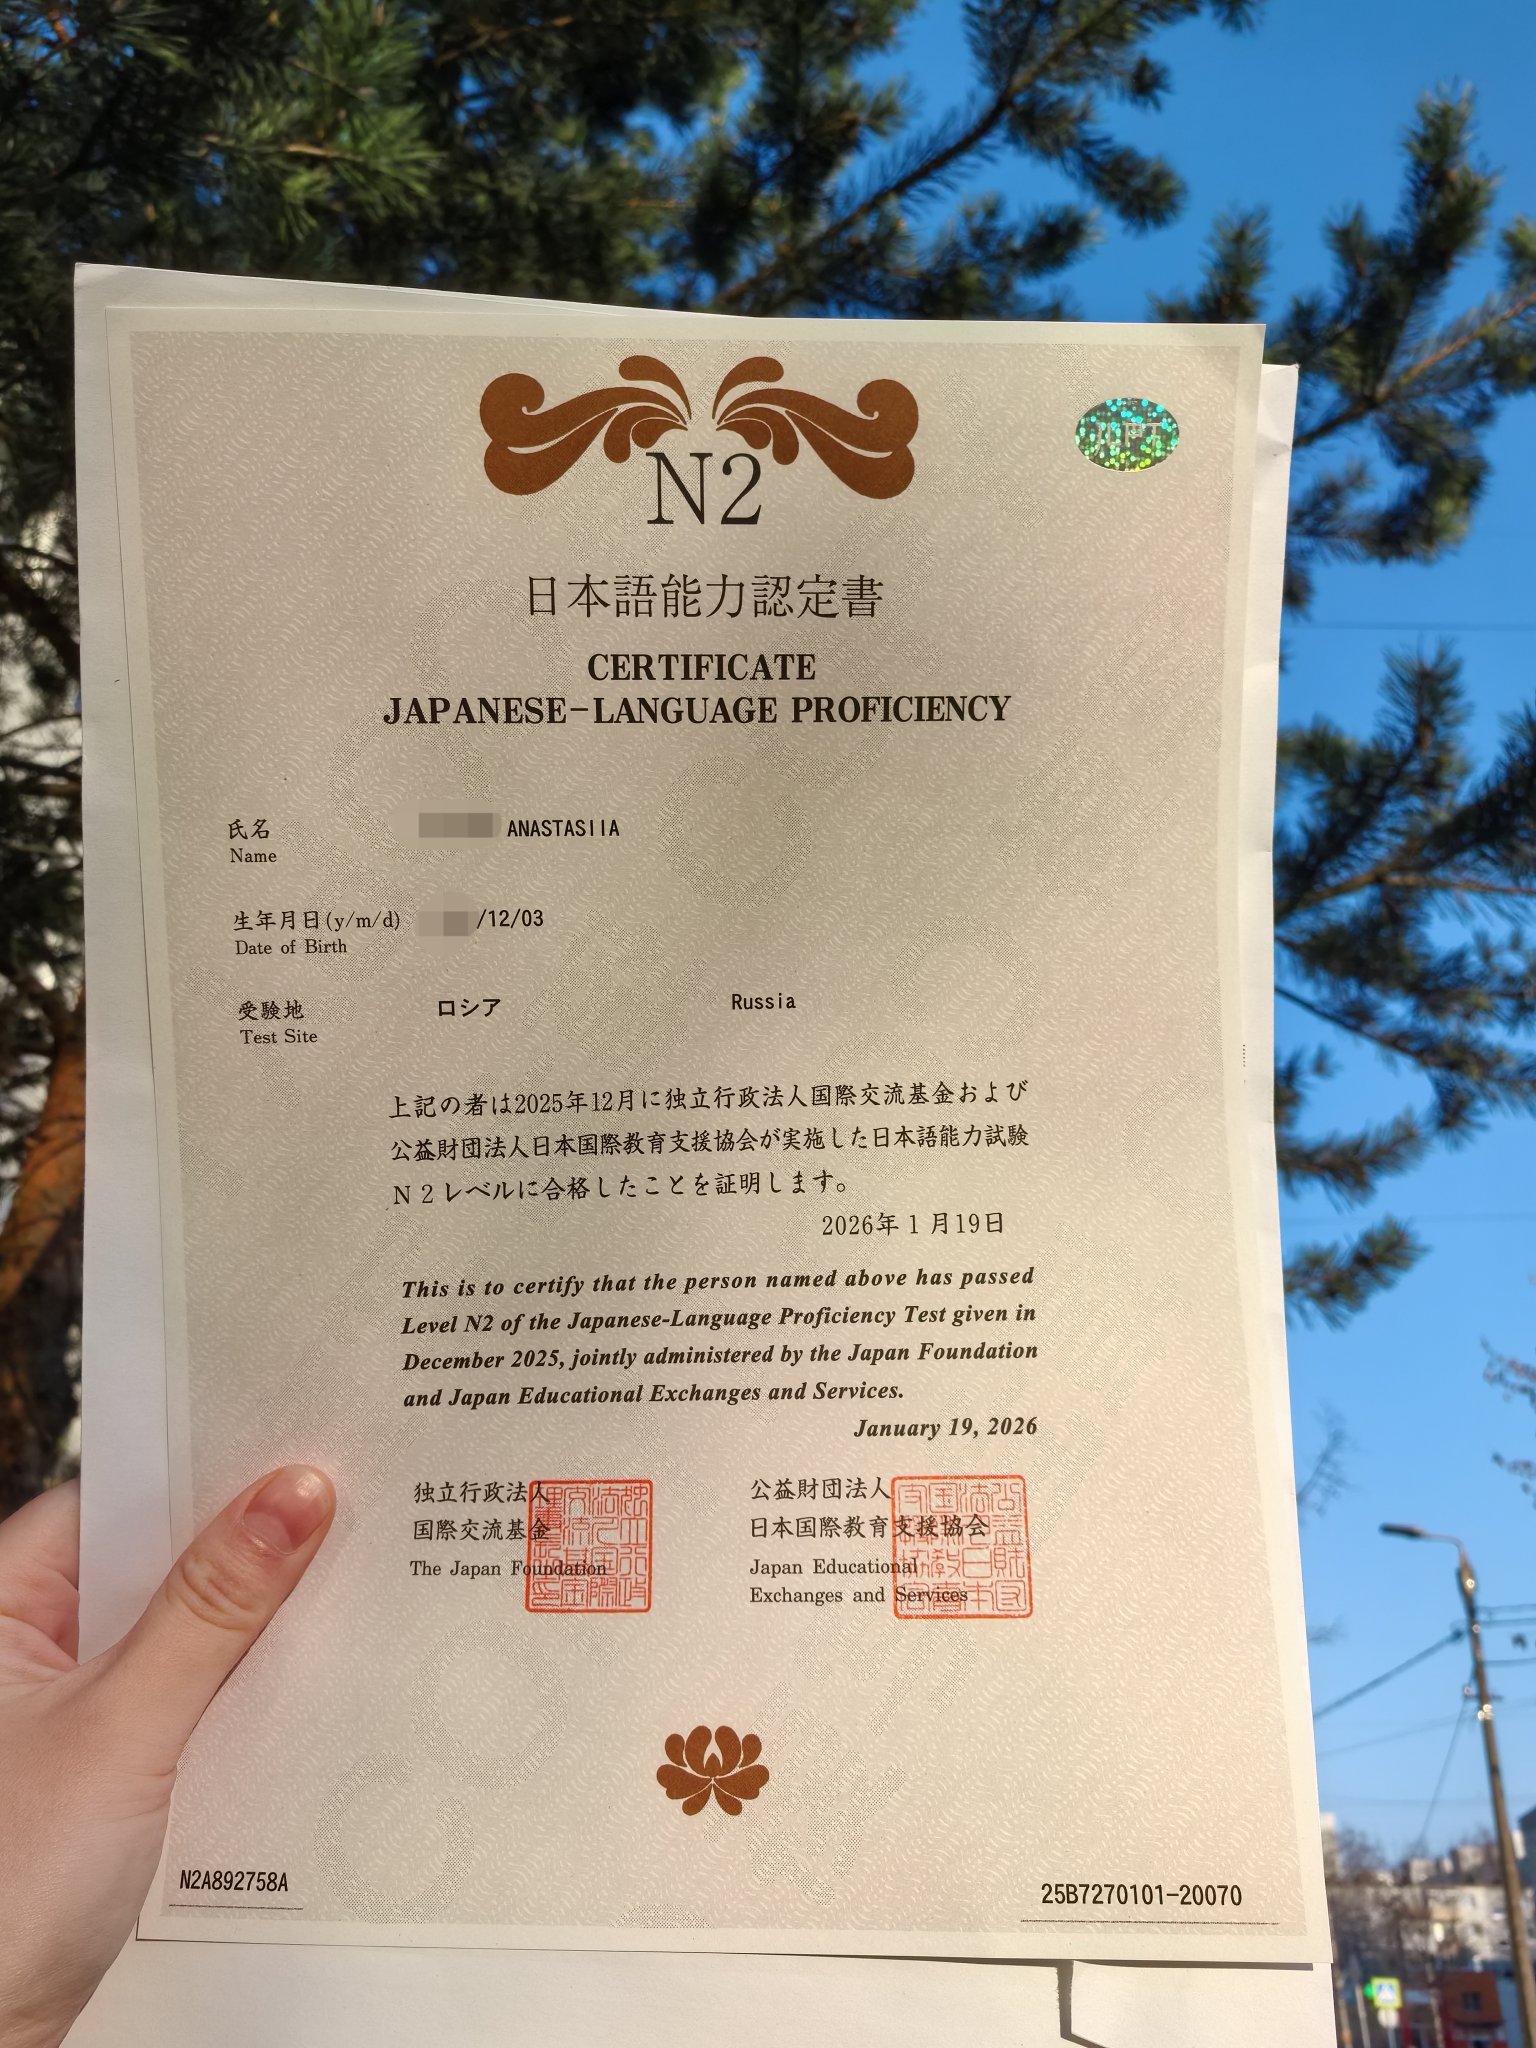 JLPT
N2
日本語能力認定書
CERTIFICATE
JAPANESE-LANGUAGE PROFICIENCY
氏名 ANASTASIIA
Name
生年月日(y/m/d) /12/03
Date of Birth
受験地 ロシア Russia
Test Site
上記の者は2025年12月に独立行政法人国際交流基金および
公益財団法人日本国際教育支援協会が実施した日本語能力試験
N2レベルに合格したことを証明します。
2026年1月19日
This is to certify that the person named above has passed
Level N2 of the Japanese-Language Proficiency Test given in
December 2025, jointly administered by the Japan Foundation
and Japan Educational Exchanges and Services.
January 19, 2026
独立行政法人
国際交流基金
The Japan Foundation
公益財団法人
日本国際教育支援協会
Japan Educational
Exchanges and Services
N2A892758A
25B7270101-20070